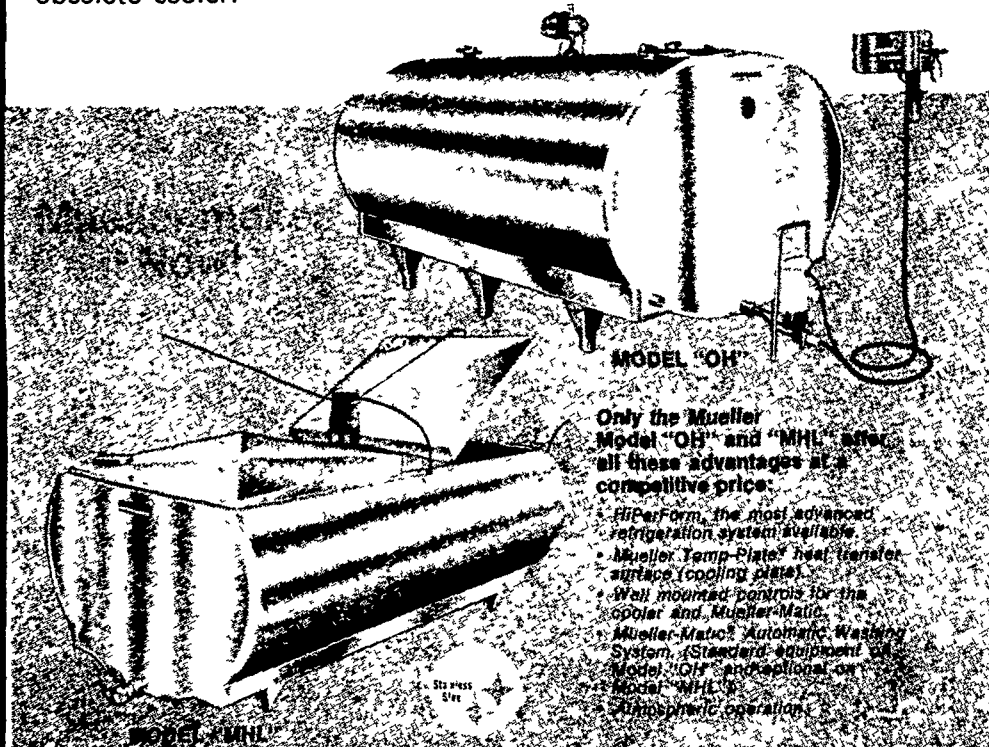 MODEL "OH"
Only the Mueller
Model "OH" and "MHL" offer
all these advantages at a
competitive price:
• HiPerForm, the most advanced
refrigeration system available.
• Mueller Temp-Plate® heat transfer
surface (cooling plate).
• Wall mounted controls for the
cooler and Mueller-Matic.
• Mueller-Matic® Automatic Washing
System. (Standard equipment on
Model "OH" and optional on
Model "MHL".)
• Atmospheric operation.
Stainless
Steel
MODEL "MHL"